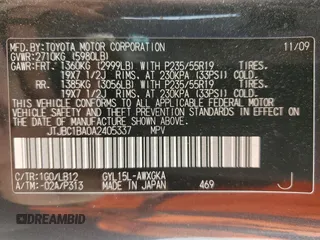 MFD.BY: TOYOTA MOTOR CORPORATION 11/09
GVWR: 2710KG (5980LB)
GAWR: FRT. 1360KG (2999LB) WITH P235/55R19 TIRES,
19X7 1/2J RIMS, AT 230KPA (33PSI) COLD.
RR. 1385KG (3056LB) WITH P235/55R19 TIRES,
19X7 1/2J RIMS, AT 230KPA (33PSI) COLD.
THIS VEHICLE CONFORMS TO ALL APPLICABLE
FEDERAL MOTOR VEHICLE SAFETY AND THEFT
PREVENTION STANDARDS IN EFFECT ON THE
DATE OF MANUFACTURE SHOWN ABOVE.
JTJBC1BA0A2405337 MPV
C/TR: 1G0/LB12 GYL15L-AWXGKA
A/TM: -02A/P313 MADE IN JAPAN 469 J
DREAMBID